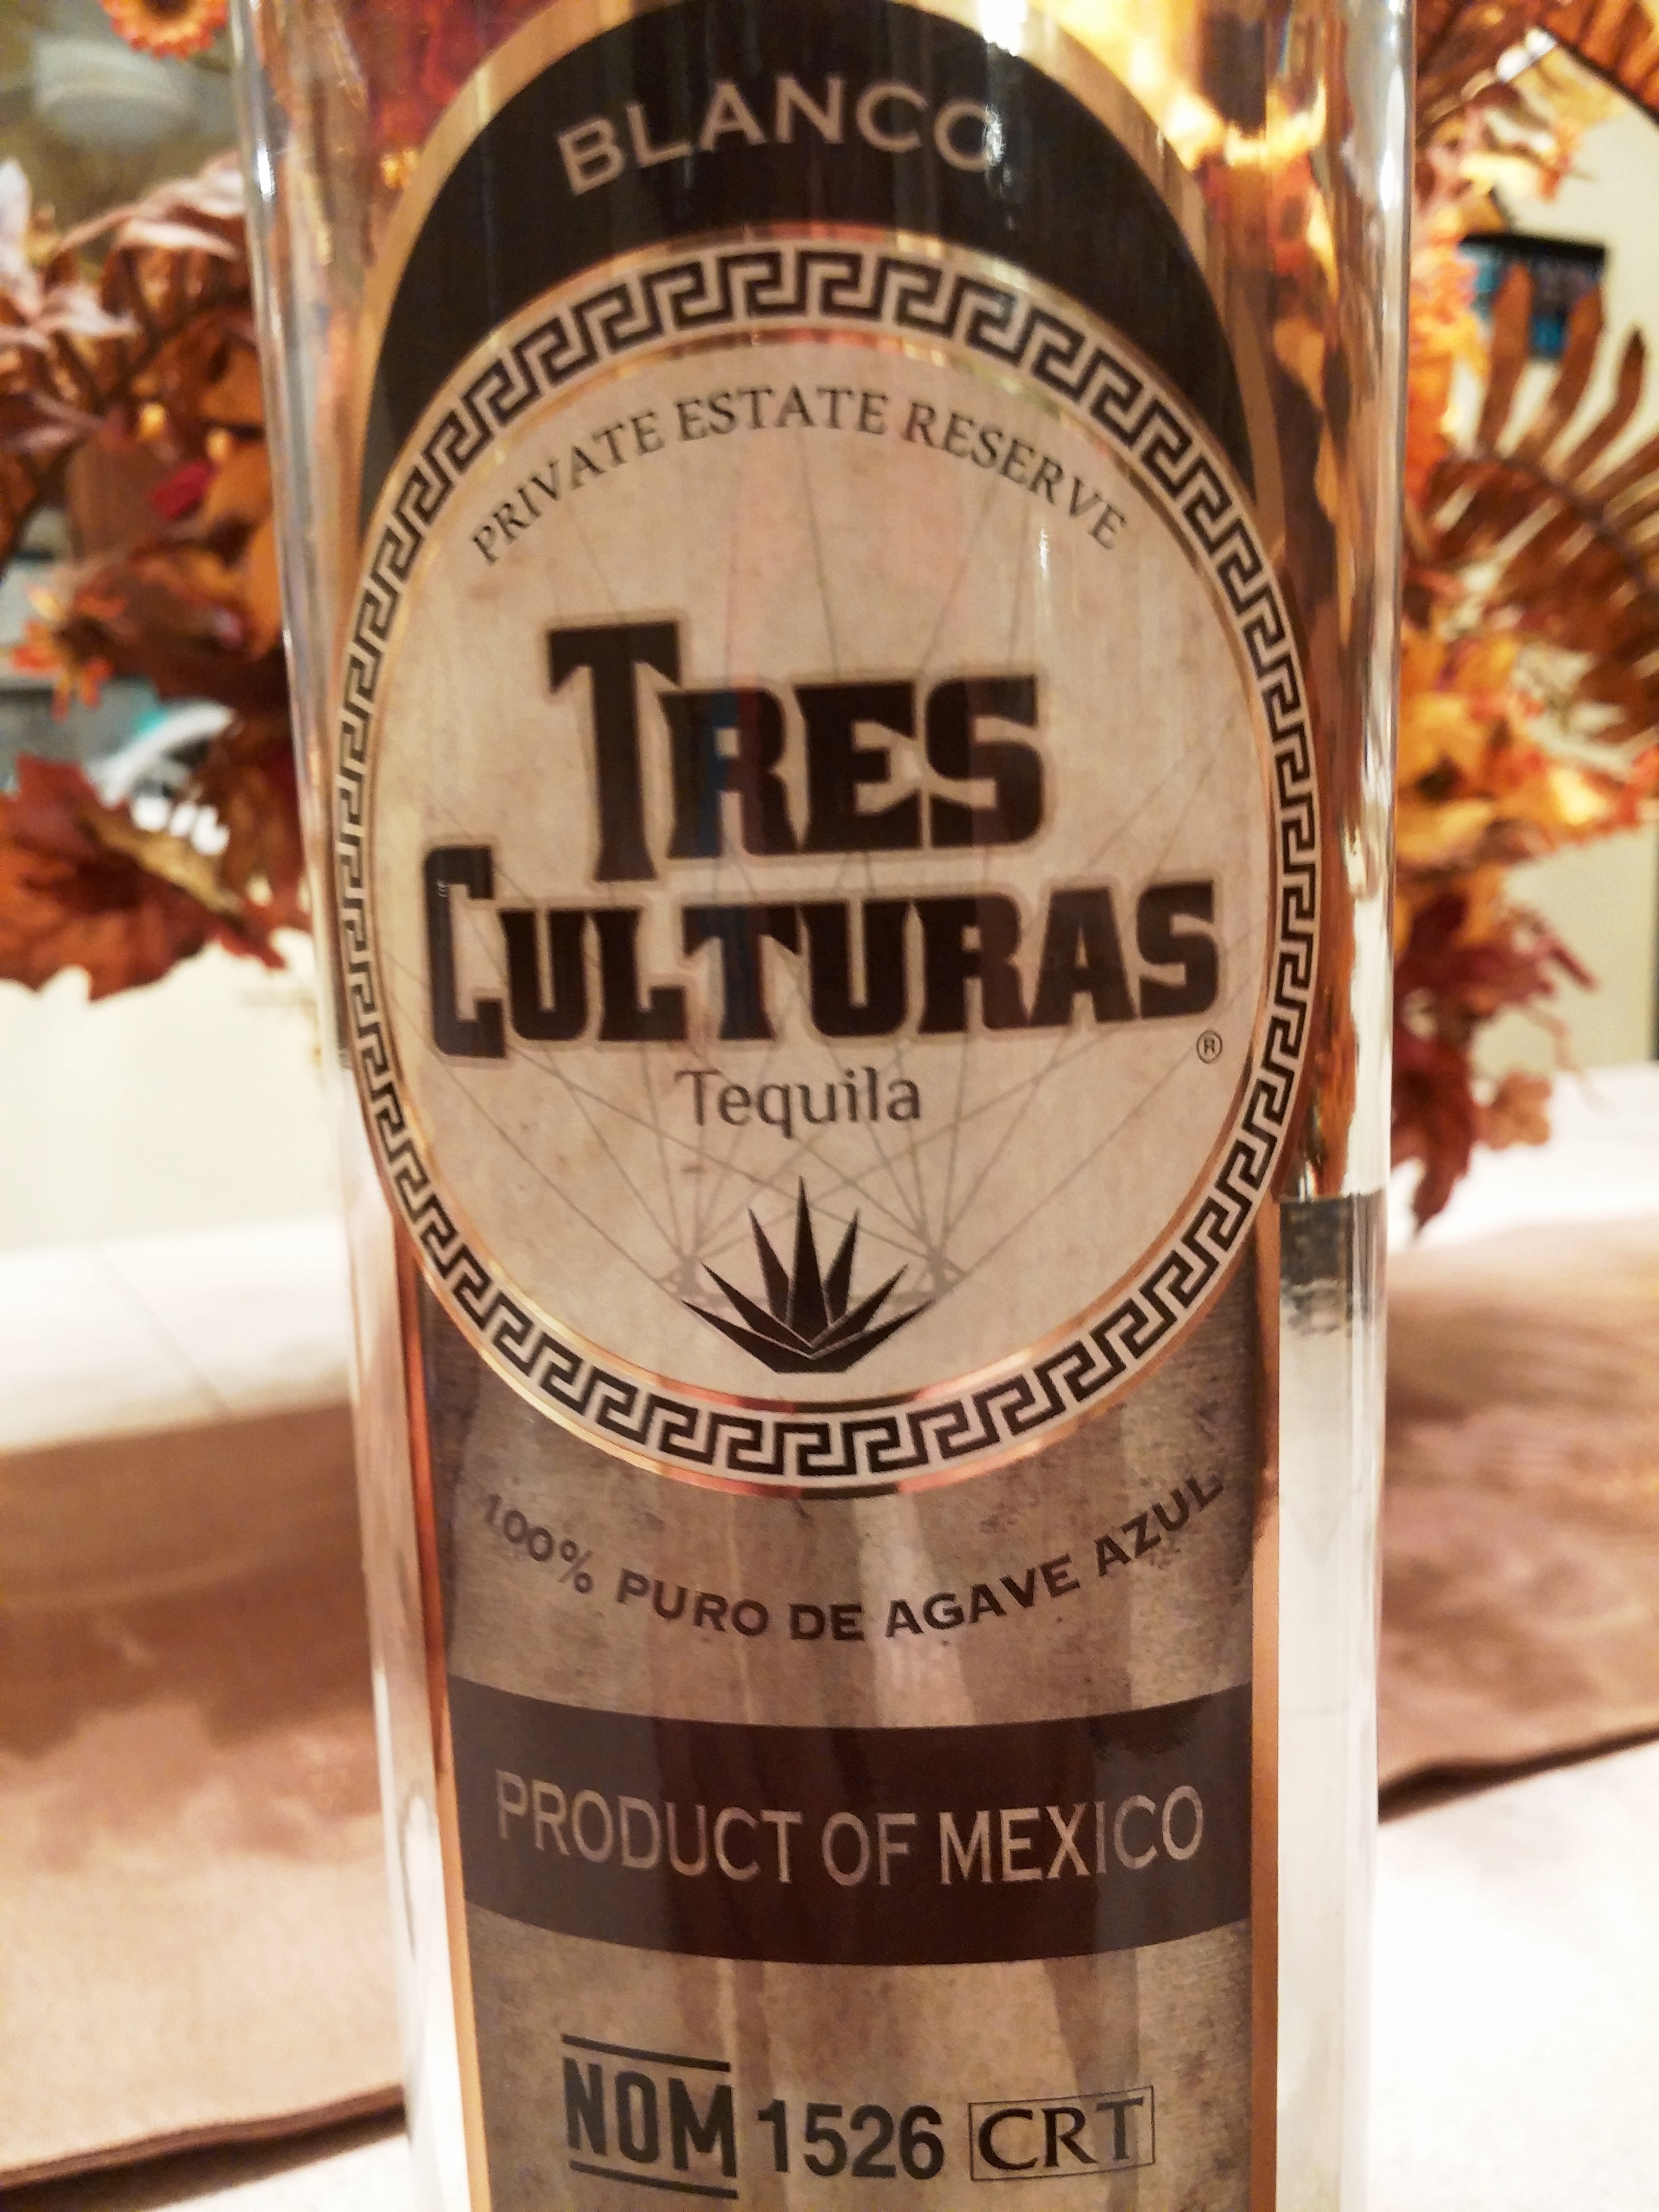 BLANCO
PRIVATE ESTATE RESERVE
TRES
CULTURAS
®
Tequila
100% PURO DE AGAVE AZUL
PRODUCT OF MEXICO
NOM 1526 CRT